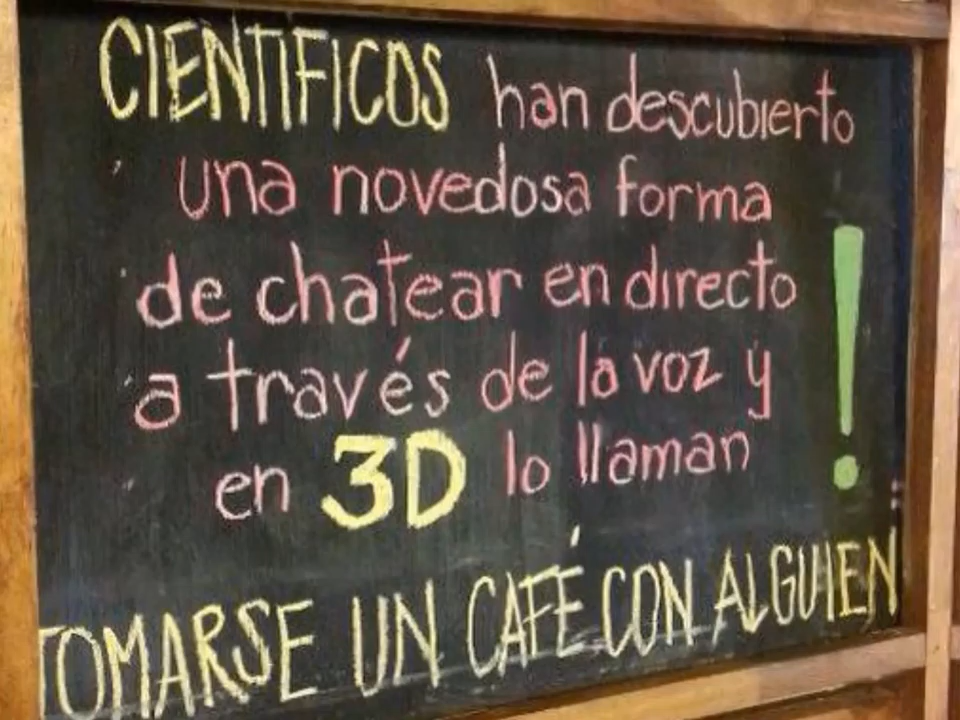 CIENTIFICOS han descubierto
una novedosa forma
de chatear en directo
a través de la voz y
en 3D lo llaman
!
TOMARSE UN CAFÉ CON ALGUIEN